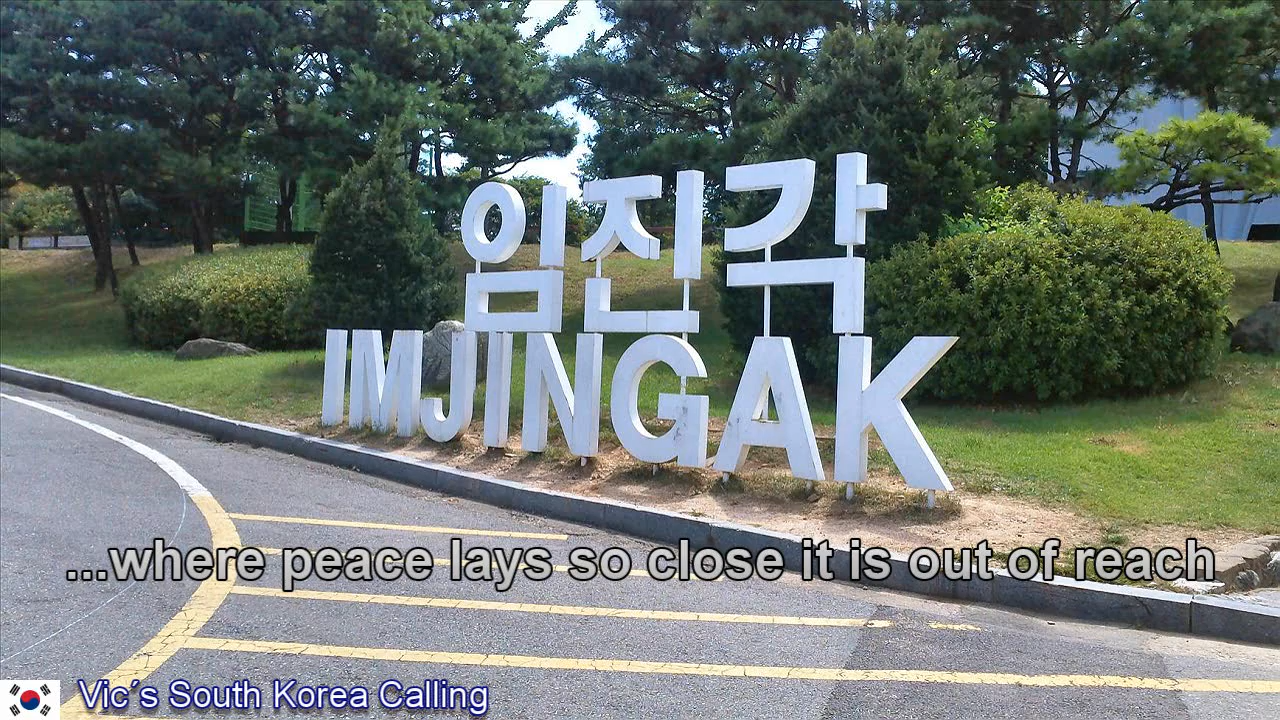 임진각
IMJINGAK
...where peace lays so close it is out of reach
Vic´s South Korea Calling